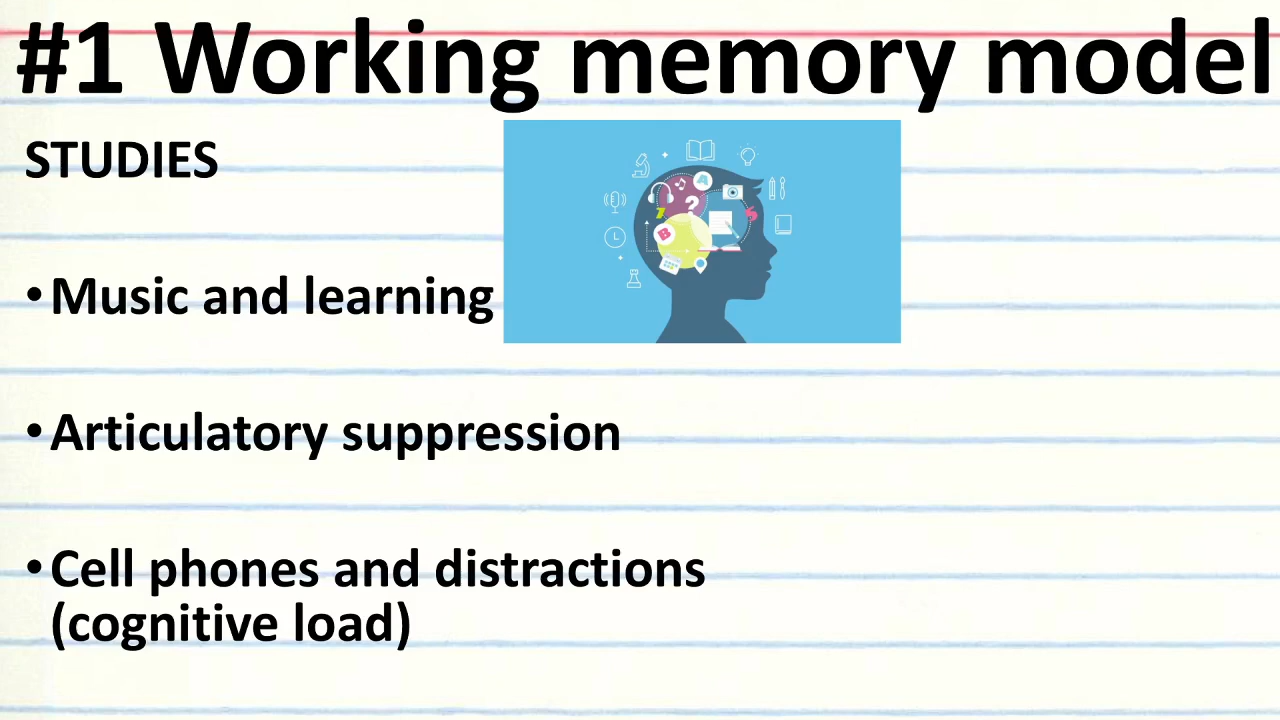 #1 Working memory model
STUDIES
• Music and learning
• Articulatory suppression
• Cell phones and distractions
(cognitive load)
A
?
B